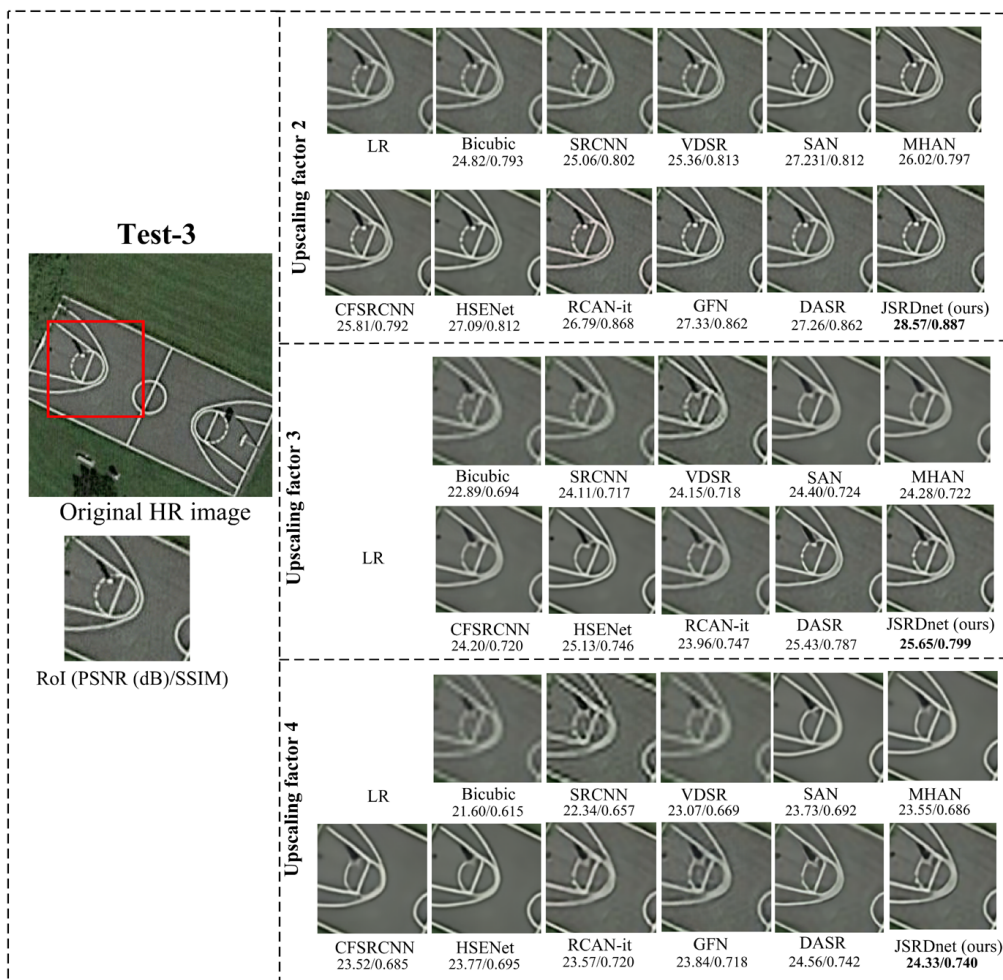 Test-3
Original HR image
RoI (PSNR (dB)/SSIM)
Upscaling factor 2
LR Bicubic SRCNN VDSR SAN MHAN
24.82/0.793 25.06/0.802 25.36/0.813 27.231/0.812 26.02/0.797
CFSRCNN HSENet RCAN-it GFN DASR JSRDnet (ours)
25.81/0.792 27.09/0.812 26.79/0.868 27.33/0.862 27.26/0.862 28.57/0.887
Upscaling factor 3
Bicubic SRCNN VDSR SAN MHAN
22.89/0.694 24.11/0.717 24.15/0.718 24.40/0.724 24.28/0.722
LR
CFSRCNN HSENet RCAN-it DASR JSRDnet (ours)
24.20/0.720 25.13/0.746 23.96/0.747 25.43/0.787 25.65/0.799
Upscaling factor 4
LR Bicubic SRCNN VDSR SAN MHAN
21.60/0.615 22.34/0.657 23.07/0.669 23.73/0.692 23.55/0.686
CFSRCNN HSENet RCAN-it GFN DASR JSRDnet (ours)
23.52/0.685 23.77/0.695 23.57/0.720 23.84/0.718 24.56/0.742 24.33/0.740